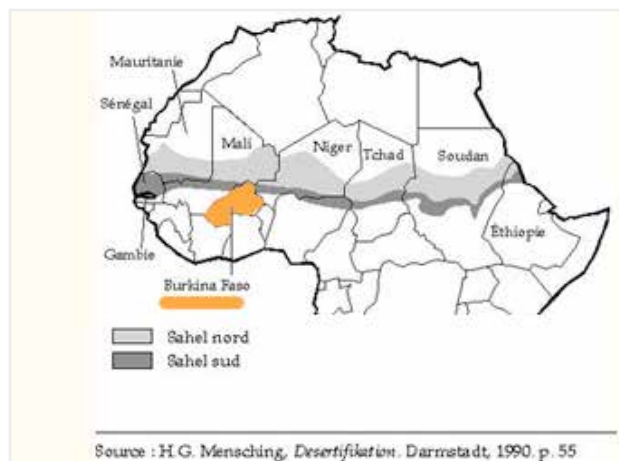 Mauritanie
Sénégal
Mali
Niger
Tchad
Soudan
Gambie
Éthiopie
Burkina Faso
Sahel nord
Sahel sud
Source : H.G. Mensching, Desertifikation. Darmstadt, 1990. p. 55